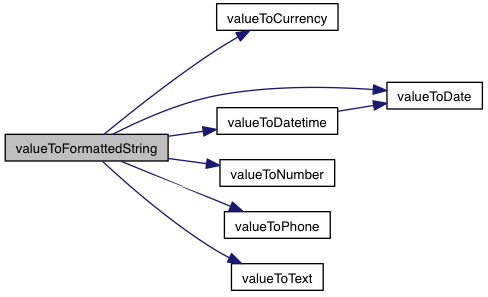 valueToCurrency
valueToDate
valueToDatetime
valueToFormattedString
valueToNumber
valueToPhone
valueToText